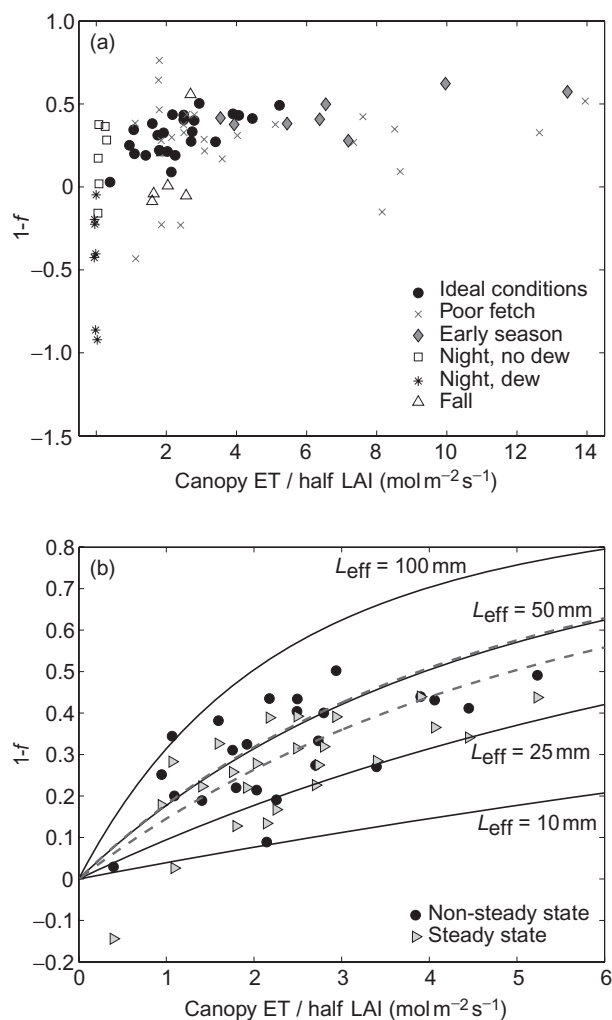 (a)
1
0.5
0
−0.5
−1.0
−1.5
1-f
Ideal conditions
Poor fetch
Early season
Night, no dew
Night, dew
Fall
0 2 4 6 8 10 12 14
Canopy ET / half LAI (mol m⁻² s⁻¹)
(b)
0.8
0.7
0.6
0.5
0.4
0.3
0.2
0.1
0
−0.1
−0.2
1-f
Leff = 100 mm
Leff = 50 mm
Leff = 25 mm
Leff = 10 mm
Non-steady state
Steady state
0 1 2 3 4 5 6
Canopy ET / half LAI (mol m⁻² s⁻¹)